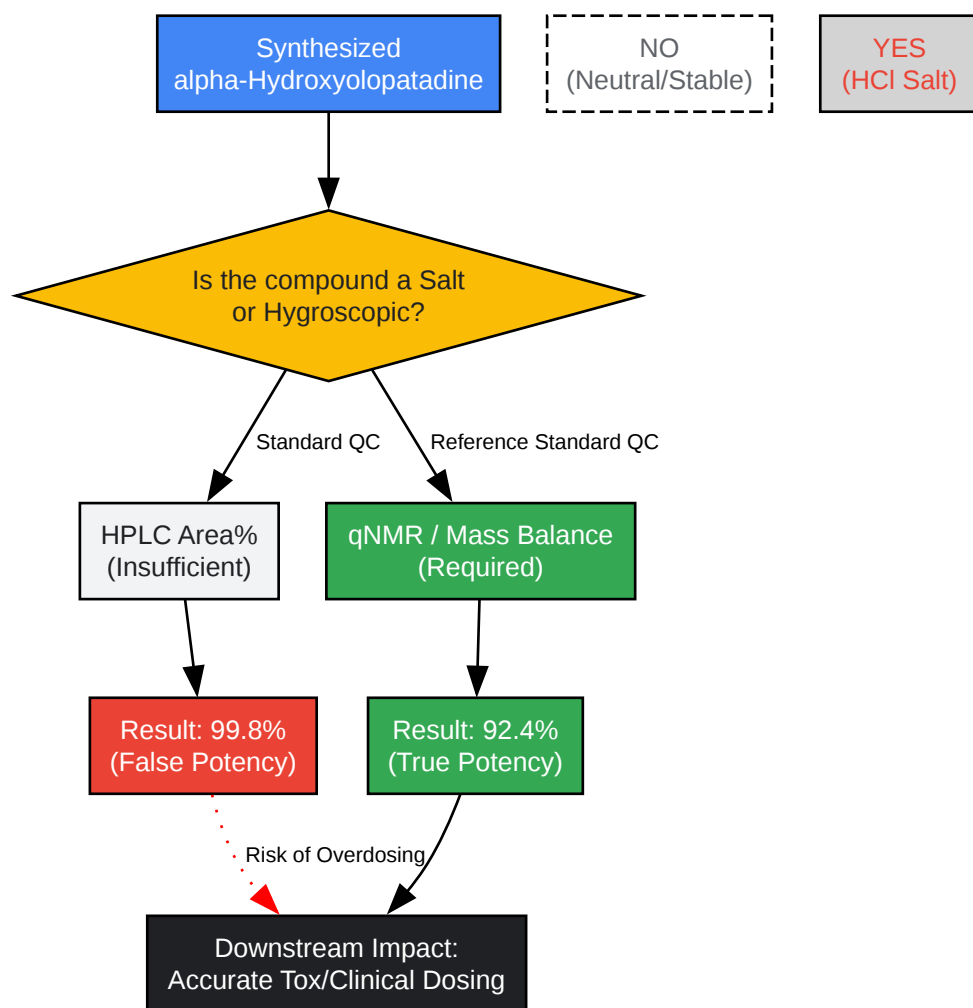 Synthesized
alpha-Hydroxyolopatadine
NO
(Neutral/Stable)
YES
(HCl Salt)
Is the compound a Salt
or Hygroscopic?
Standard QC
Reference Standard QC
HPLC Area%
(Insufficient)
qNMR / Mass Balance
(Required)
Result: 99.8%
(False Potency)
Result: 92.4%
(True Potency)
Risk of Overdosing
Downstream Impact:
Accurate Tox/Clinical Dosing